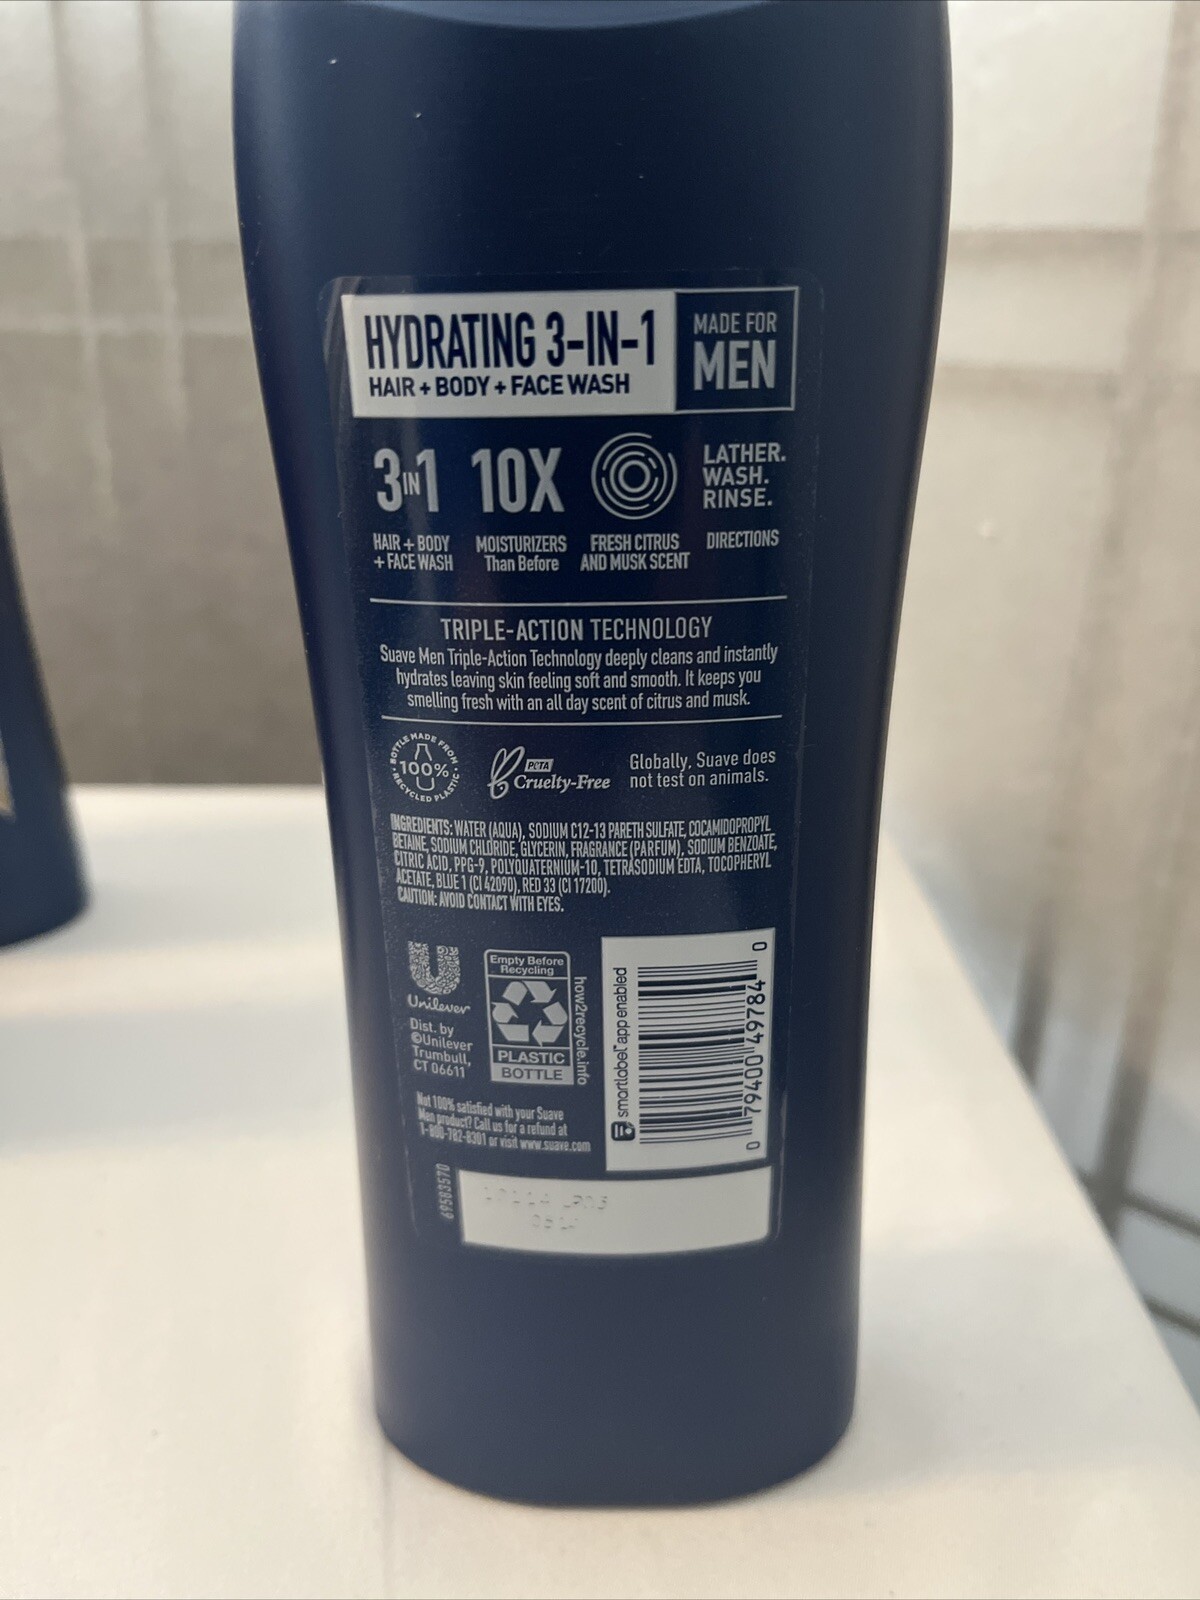 HYDRATING 3-IN-1
HAIR + BODY + FACE WASH
MADE FOR
MEN
3IN1
HAIR + BODY
+ FACE WASH
10X
MOISTURIZERS
Than Before
FRESH CITRUS
AND MUSK SCENT
LATHER.
WASH.
RINSE.
DIRECTIONS
TRIPLE-ACTION TECHNOLOGY
Suave Men Triple-Action Technology deeply cleans and instantly
hydrates leaving skin feeling soft and smooth. It keeps you
smelling fresh with an all day scent of citrus and musk.
BOTTLE MADE FROM
100%
RECYCLED PLASTIC
PETA
Cruelty-Free
Globally, Suave does
not test on animals.
INGREDIENTS: WATER (AQUA), SODIUM C12-13 PARETH SULFATE, COCAMIDOPROPYL
BETAINE, SODIUM CHLORIDE, GLYCERIN, FRAGRANCE (PARFUM), SODIUM BENZOATE,
CITRIC ACID, PPG-9, POLYQUATERNIUM-10, TETRASODIUM EDTA, TOCOPHERYL
ACETATE, BLUE 1 (CI 42090), RED 33 (CI 17200).
CAUTION: AVOID CONTACT WITH EYES.
Unilever
Dist. by
©Unilever
Trumbull,
CT 06611
Empty Before
Recycling
PLASTIC
BOTTLE
how2recycle.info
smartlabel™ app enabled
0 79400 49784 0
Not 100% satisfied with your Suave
Men product? Call us for a refund at
1-800-782-8301 or visit www.suave.com
69583570